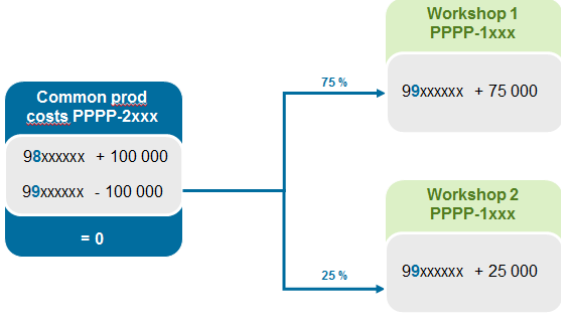 Workshop 1
PPPP-1xxx
75 %
99xxxxxx + 75 000
Common prod
costs PPPP-2xxx
98xxxxxx + 100 000
99xxxxxx - 100 000
= 0
Workshop 2
PPPP-1xxx
25 %
99xxxxxx + 25 000